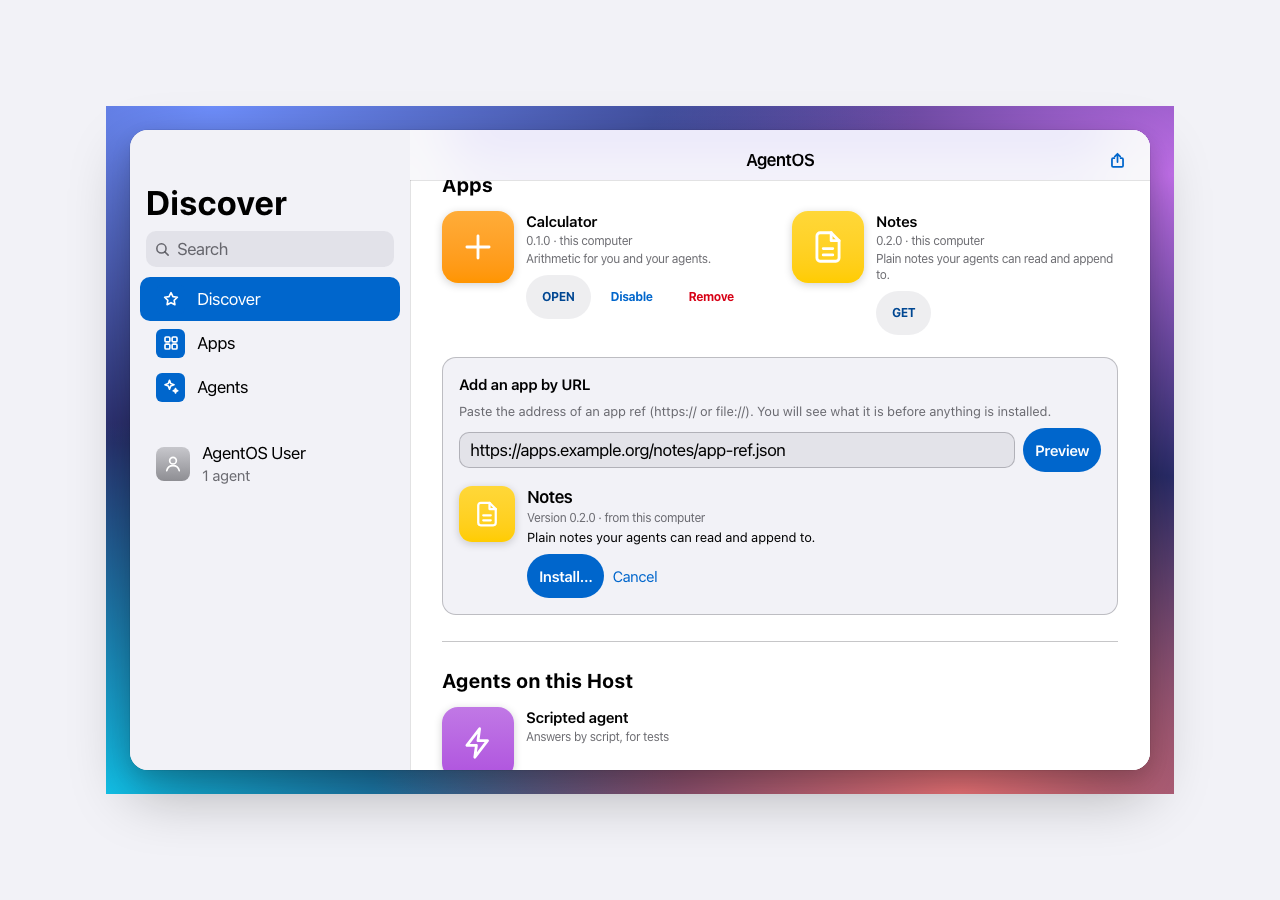 AgentOS
Discover
Search
Discover
Apps
Agents
AgentOS User
1 agent
Apps
Calculator
0.1.0 · this computer
Arithmetic for you and your agents.
OPEN
Disable
Remove
Notes
0.2.0 · this computer
Plain notes your agents can read and append
to.
GET
Add an app by URL
Paste the address of an app ref (https:// or file://). You will see what it is before anything is installed.
https://apps.example.org/notes/app-ref.json
Preview
Notes
Version 0.2.0 · from this computer
Plain notes your agents can read and append to.
Install…
Cancel
Agents on this Host
Scripted agent
Answers by script, for tests